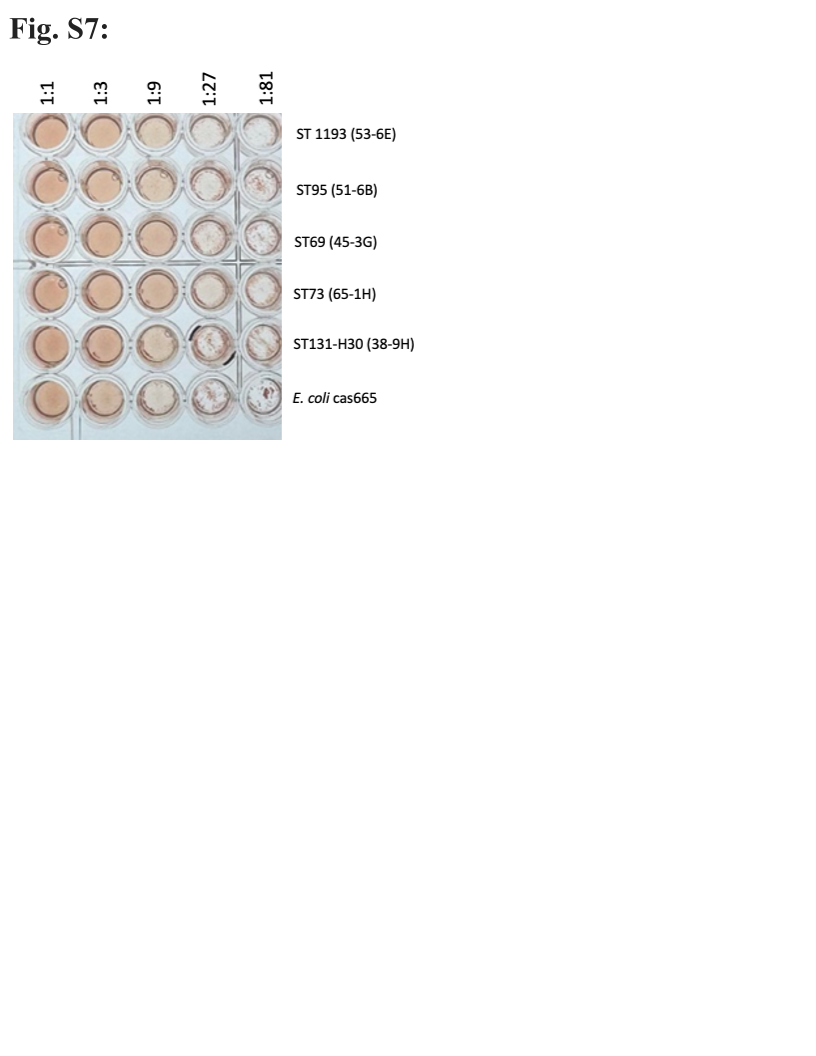 Fig. S7:
1:1
1:3
1:9
1:27
1:81
ST 1193 (53-6E)
ST95 (51-6B)
ST69 (45-3G)
ST73 (65-1H)
ST131-H30 (38-9H)
E. coli cas665